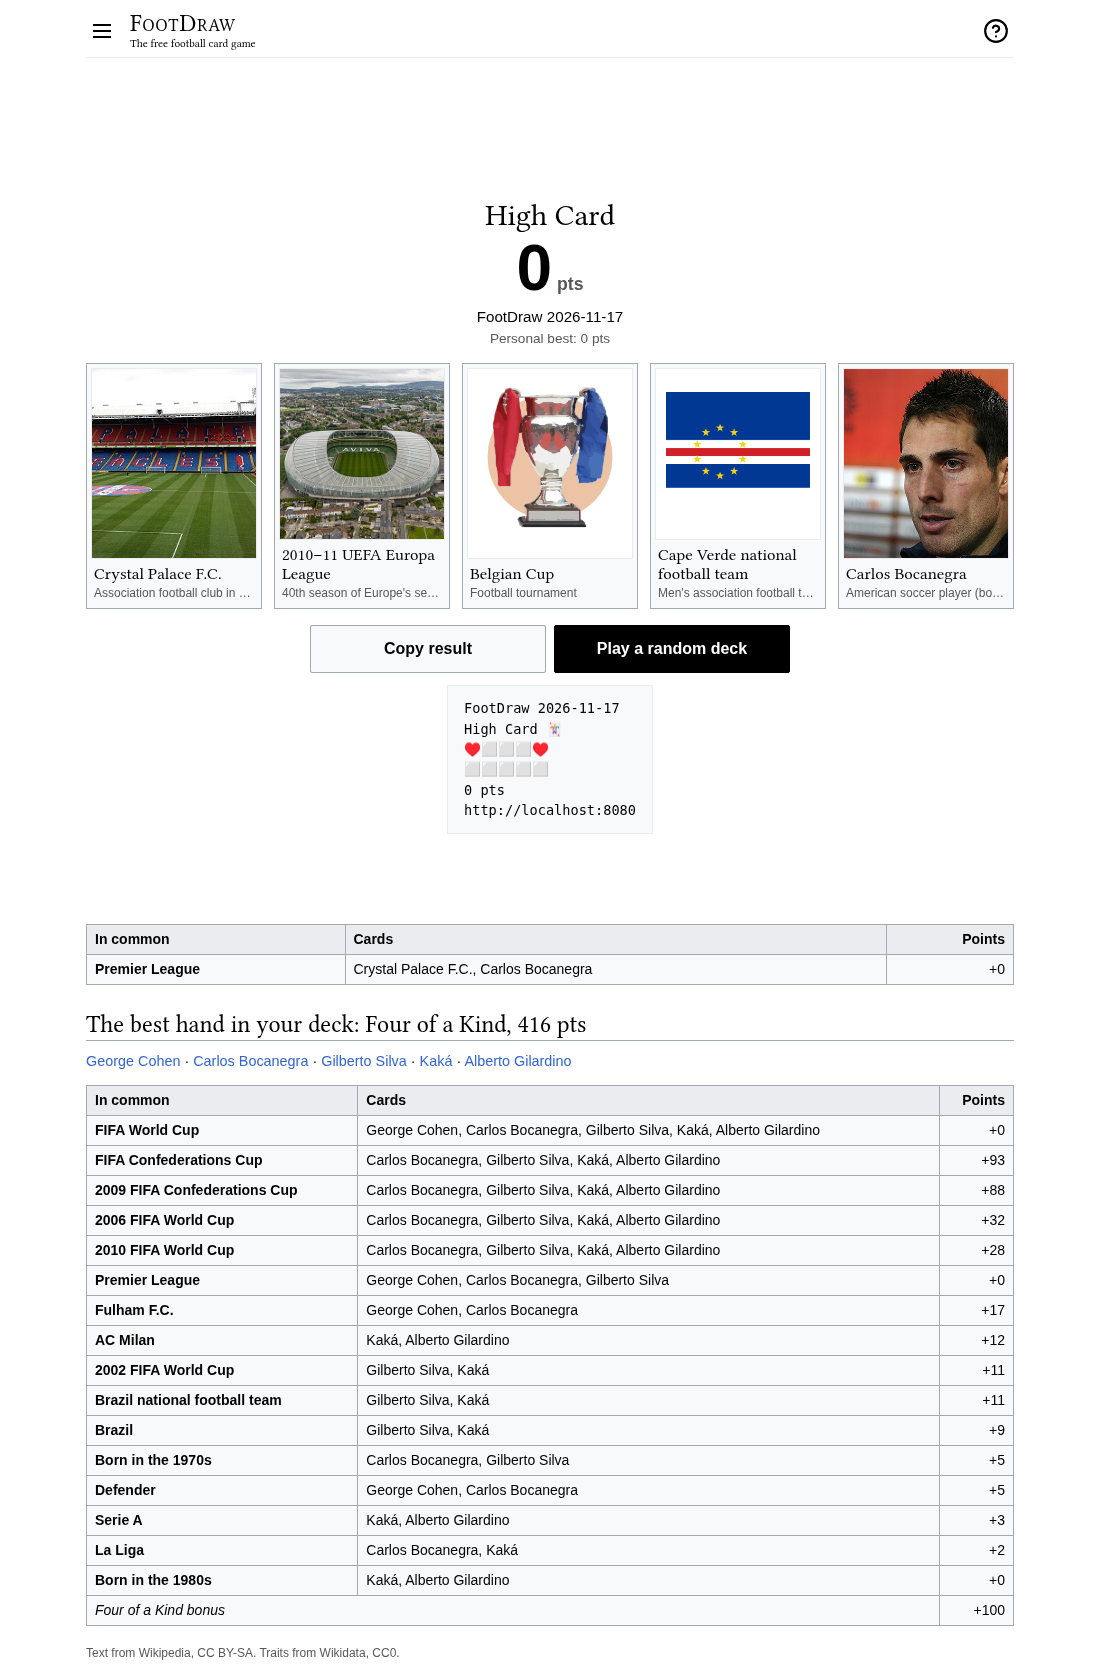 FootDraw
The free football card game
High Card
0 pts
FootDraw 2026-11-17
Personal best: 0 pts
AVIVA
Crystal Palace F.C.
Association football club in …
2010–11 UEFA Europa
League
40th season of Europe's se…
Belgian Cup
Football tournament
Cape Verde national
football team
Men's association football t…
Carlos Bocanegra
American soccer player (bo…
Copy result
Play a random deck
FootDraw 2026-11-17
High Card 🃏
❤️⬜⬜⬜❤️
⬜⬜⬜⬜⬜
0 pts
http://localhost:8080
In common Cards Points
Premier League Crystal Palace F.C., Carlos Bocanegra +0
The best hand in your deck: Four of a Kind, 416 pts
George Cohen · Carlos Bocanegra · Gilberto Silva · Kaká · Alberto Gilardino
In common Cards Points
FIFA World Cup George Cohen, Carlos Bocanegra, Gilberto Silva, Kaká, Alberto Gilardino +0
FIFA Confederations Cup Carlos Bocanegra, Gilberto Silva, Kaká, Alberto Gilardino +93
2009 FIFA Confederations Cup Carlos Bocanegra, Gilberto Silva, Kaká, Alberto Gilardino +88
2006 FIFA World Cup Carlos Bocanegra, Gilberto Silva, Kaká, Alberto Gilardino +32
2010 FIFA World Cup Carlos Bocanegra, Gilberto Silva, Kaká, Alberto Gilardino +28
Premier League George Cohen, Carlos Bocanegra, Gilberto Silva +0
Fulham F.C. George Cohen, Carlos Bocanegra +17
AC Milan Kaká, Alberto Gilardino +12
2002 FIFA World Cup Gilberto Silva, Kaká +11
Brazil national football team Gilberto Silva, Kaká +11
Brazil Gilberto Silva, Kaká +9
Born in the 1970s Carlos Bocanegra, Gilberto Silva +5
Defender George Cohen, Carlos Bocanegra +5
Serie A Kaká, Alberto Gilardino +3
La Liga Carlos Bocanegra, Kaká +2
Born in the 1980s Kaká, Alberto Gilardino +0
Four of a Kind bonus +100
Text from Wikipedia, CC BY-SA. Traits from Wikidata, CC0.